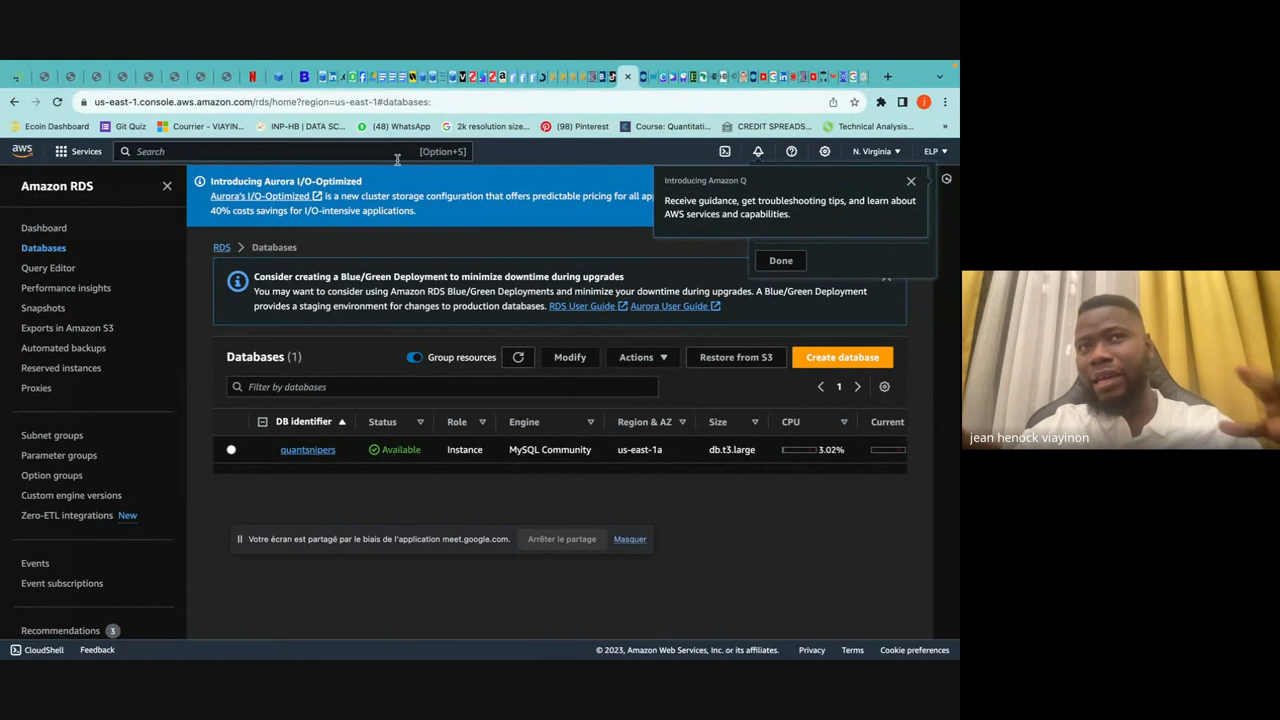 us-east-1.console.aws.amazon.com/rds/home?region=us-east-1#databases:
Ecoin Dashboard
Git Quiz
Courrier - VIAYIN...
INP-HB | DATA SC...
(48) WhatsApp
2k resolution size...
(98) Pinterest
Course: Quantitati...
CREDIT SPREADS...
Technical Analysis...
aws
Services
Search
[Option+S]
N. Virginia
ELP
Amazon RDS
Dashboard
Databases
Query Editor
Performance insights
Snapshots
Exports in Amazon S3
Automated backups
Reserved instances
Proxies
Subnet groups
Parameter groups
Option groups
Custom engine versions
Zero-ETL integrations New
Events
Event subscriptions
Recommendations 3
Introducing Aurora I/O-Optimized
Aurora's I/O-Optimized is a new cluster storage configuration that offers predictable pricing for all
40% costs savings for I/O-intensive applications.
Introducing Amazon Q
Receive guidance, get troubleshooting tips, and learn about
AWS services and capabilities.
Done
RDS > Databases
Consider creating a Blue/Green Deployment to minimize downtime during upgrades
You may want to consider using Amazon RDS Blue/Green Deployments and minimize your downtime during upgrades. A Blue/Green Deployment
provides a staging environment for changes to production databases. RDS User Guide Aurora User Guide
Databases (1)
Group resources
Modify
Actions
Restore from S3
Create database
Filter by databases
1
DB identifier
Status
Role
Engine
Region & AZ
Size
CPU
Current
quantsnipers
Available
Instance
MySQL Community
us-east-1a
db.t3.large
3.02%
Votre écran est partagé par le biais de l'application meet.google.com.
Arrêter le partage
Masquer
CloudShell
Feedback
© 2023, Amazon Web Services, Inc. or its affiliates.
Privacy
Terms
Cookie preferences
jean henock viayinon